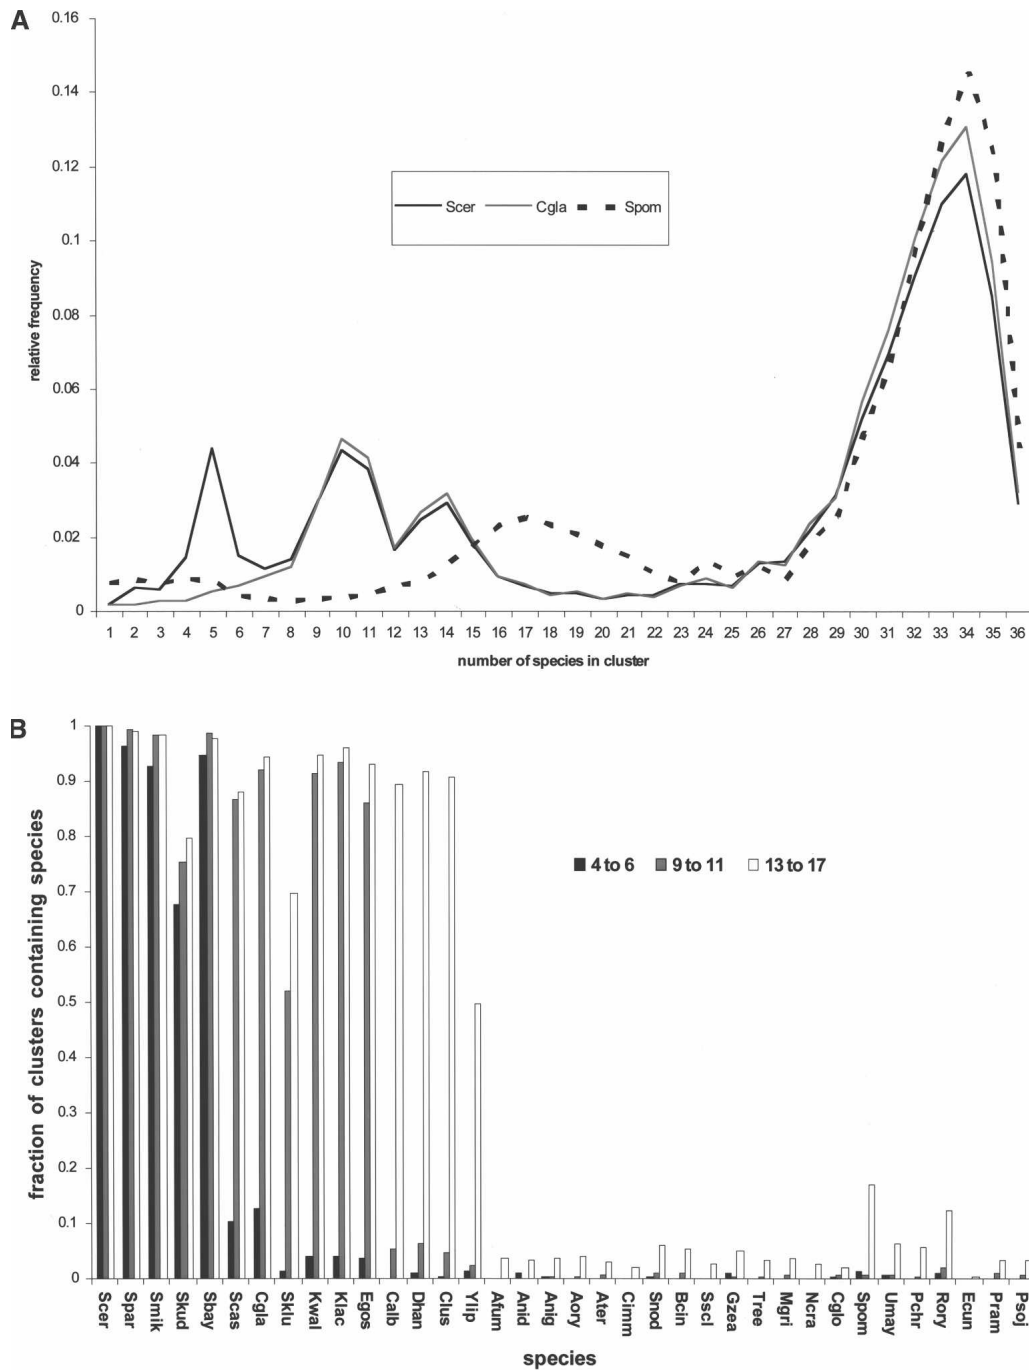 A
0.16
0.14
0.12
0.1
0.08
0.06
0.04
0.02
0
relative frequency
Scer Cgla Spom
1 2 3 4 5 6 7 8 9 10 11 12 13 14 15 16 17 18 19 20 21 22 23 24 25 26 27 28 29 30 31 32 33 34 35 36
number of species in cluster
B
1
0.9
0.8
0.7
0.6
0.5
0.4
0.3
0.2
0.1
0
fraction of clusters containing species
4 to 6 9 to 11 13 to 17
Scer Spar Smik Skud Sbay Scas Cgla Sklu Kwal Klac Egos Calb Dhan Clus Ylip Afum Anid Anig Aory Ater Cimm Snod Bcin Sscl Gzea Tree Mgri Ncra Cglo Spom Umay Pchr Rory Ecun Pram Psoj
species